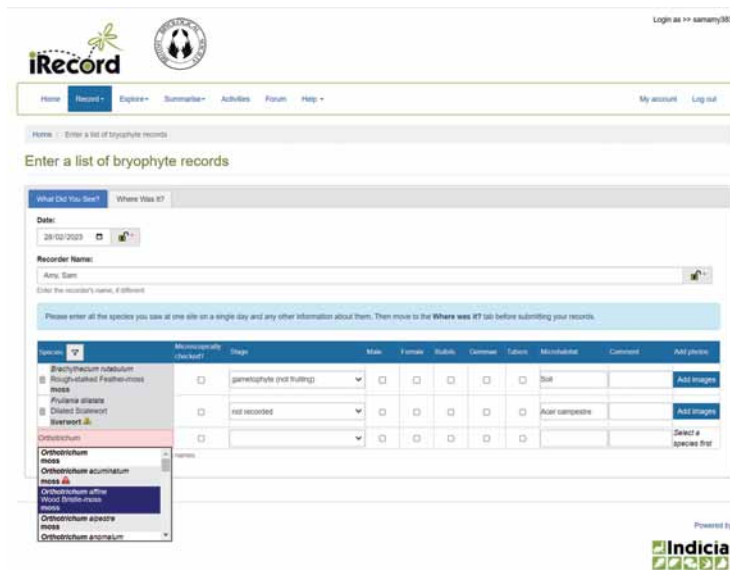 Login as >> samamy383
iRecord
Home Record Explore Summarise Activities Forum Help My account Log out
Home / Enter a list of bryophyte records
Enter a list of bryophyte records
What Did You See? Where Was It?
Date:
28/02/2023
Recorder Name:
Amy, Sam
Enter the recorder's name, if different
Please enter all the species you saw at one site on a single day and any other information about them. Then move to the Where was it? tab before submitting your records.
Species Microscopically checked? Stage Male Female Bulbils Gemmae Tubers Microhabitat Comment Add photos
Brachythecium rutabulum
Rough-stalked Feather-moss
moss
gametophyte (not fruiting) Soil Add images
Frullania dilatata
Dilated Scalewort
liverwort
not recorded Acer campestre Add images
Orthotrichum
Select a species first
names
Orthotrichum
moss
Orthotrichum acuminatum
moss
Orthotrichum affine
Wood Bristle-moss
moss
Orthotrichum alpestre
moss
Orthotrichum anomalum
Powered by
Indicia